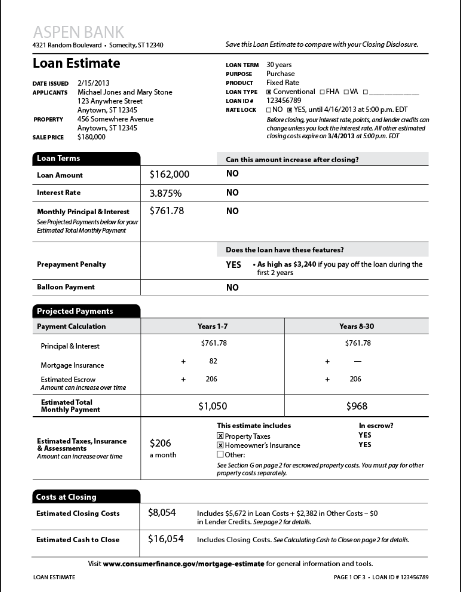 ASPEN BANK
4321 Random Boulevard • Somecity, ST 12340
Save this Loan Estimate to compare with your Closing Disclosure.
Loan Estimate
DATE ISSUED 2/15/2013
APPLICANTS Michael Jones and Mary Stone
123 Anywhere Street
Anytown, ST 12345
PROPERTY 456 Somewhere Avenue
Anytown, ST 12345
SALE PRICE $180,000
LOAN TERM 30 years
PURPOSE Purchase
PRODUCT Fixed Rate
LOAN TYPE ☒ Conventional ☐ FHA ☐ VA ☐ ____________
LOAN ID # 123456789
RATE LOCK ☐ NO ☒ YES, until 4/16/2013 at 5:00 p.m. EDT
Before closing, your interest rate, points, and lender credits can
change unless you lock the interest rate. All other estimated
closing costs expire on 3/4/2013 at 5:00 p.m. EDT
Loan Terms Can this amount increase after closing?
Loan Amount $162,000 NO
Interest Rate 3.875% NO
Monthly Principal & Interest $761.78 NO
See Projected Payments below for your
Estimated Total Monthly Payment
Does the loan have these features?
Prepayment Penalty YES • As high as $3,240 if you pay off the loan during the
first 2 years
Balloon Payment NO
Projected Payments
Payment Calculation Years 1-7 Years 8-30
Principal & Interest $761.78 $761.78
Mortgage Insurance + 82 + —
Estimated Escrow + 206 + 206
Amount can increase over time
Estimated Total
Monthly Payment $1,050 $968
Estimated Taxes, Insurance
& Assessments
Amount can increase over time
$206
a month
This estimate includes In escrow?
☒ Property Taxes YES
☒ Homeowner's Insurance YES
☐ Other:
See Section G on page 2 for escrowed property costs. You must pay for other
property costs separately.
Costs at Closing
Estimated Closing Costs $8,054 Includes $5,672 in Loan Costs + $2,382 in Other Costs – $0
in Lender Credits. See page 2 for details.
Estimated Cash to Close $16,054 Includes Closing Costs. See Calculating Cash to Close on page 2 for details.
Visit www.consumerfinance.gov/mortgage-estimate for general information and tools.
LOAN ESTIMATE PAGE 1 OF 3 • LOAN ID # 123456789